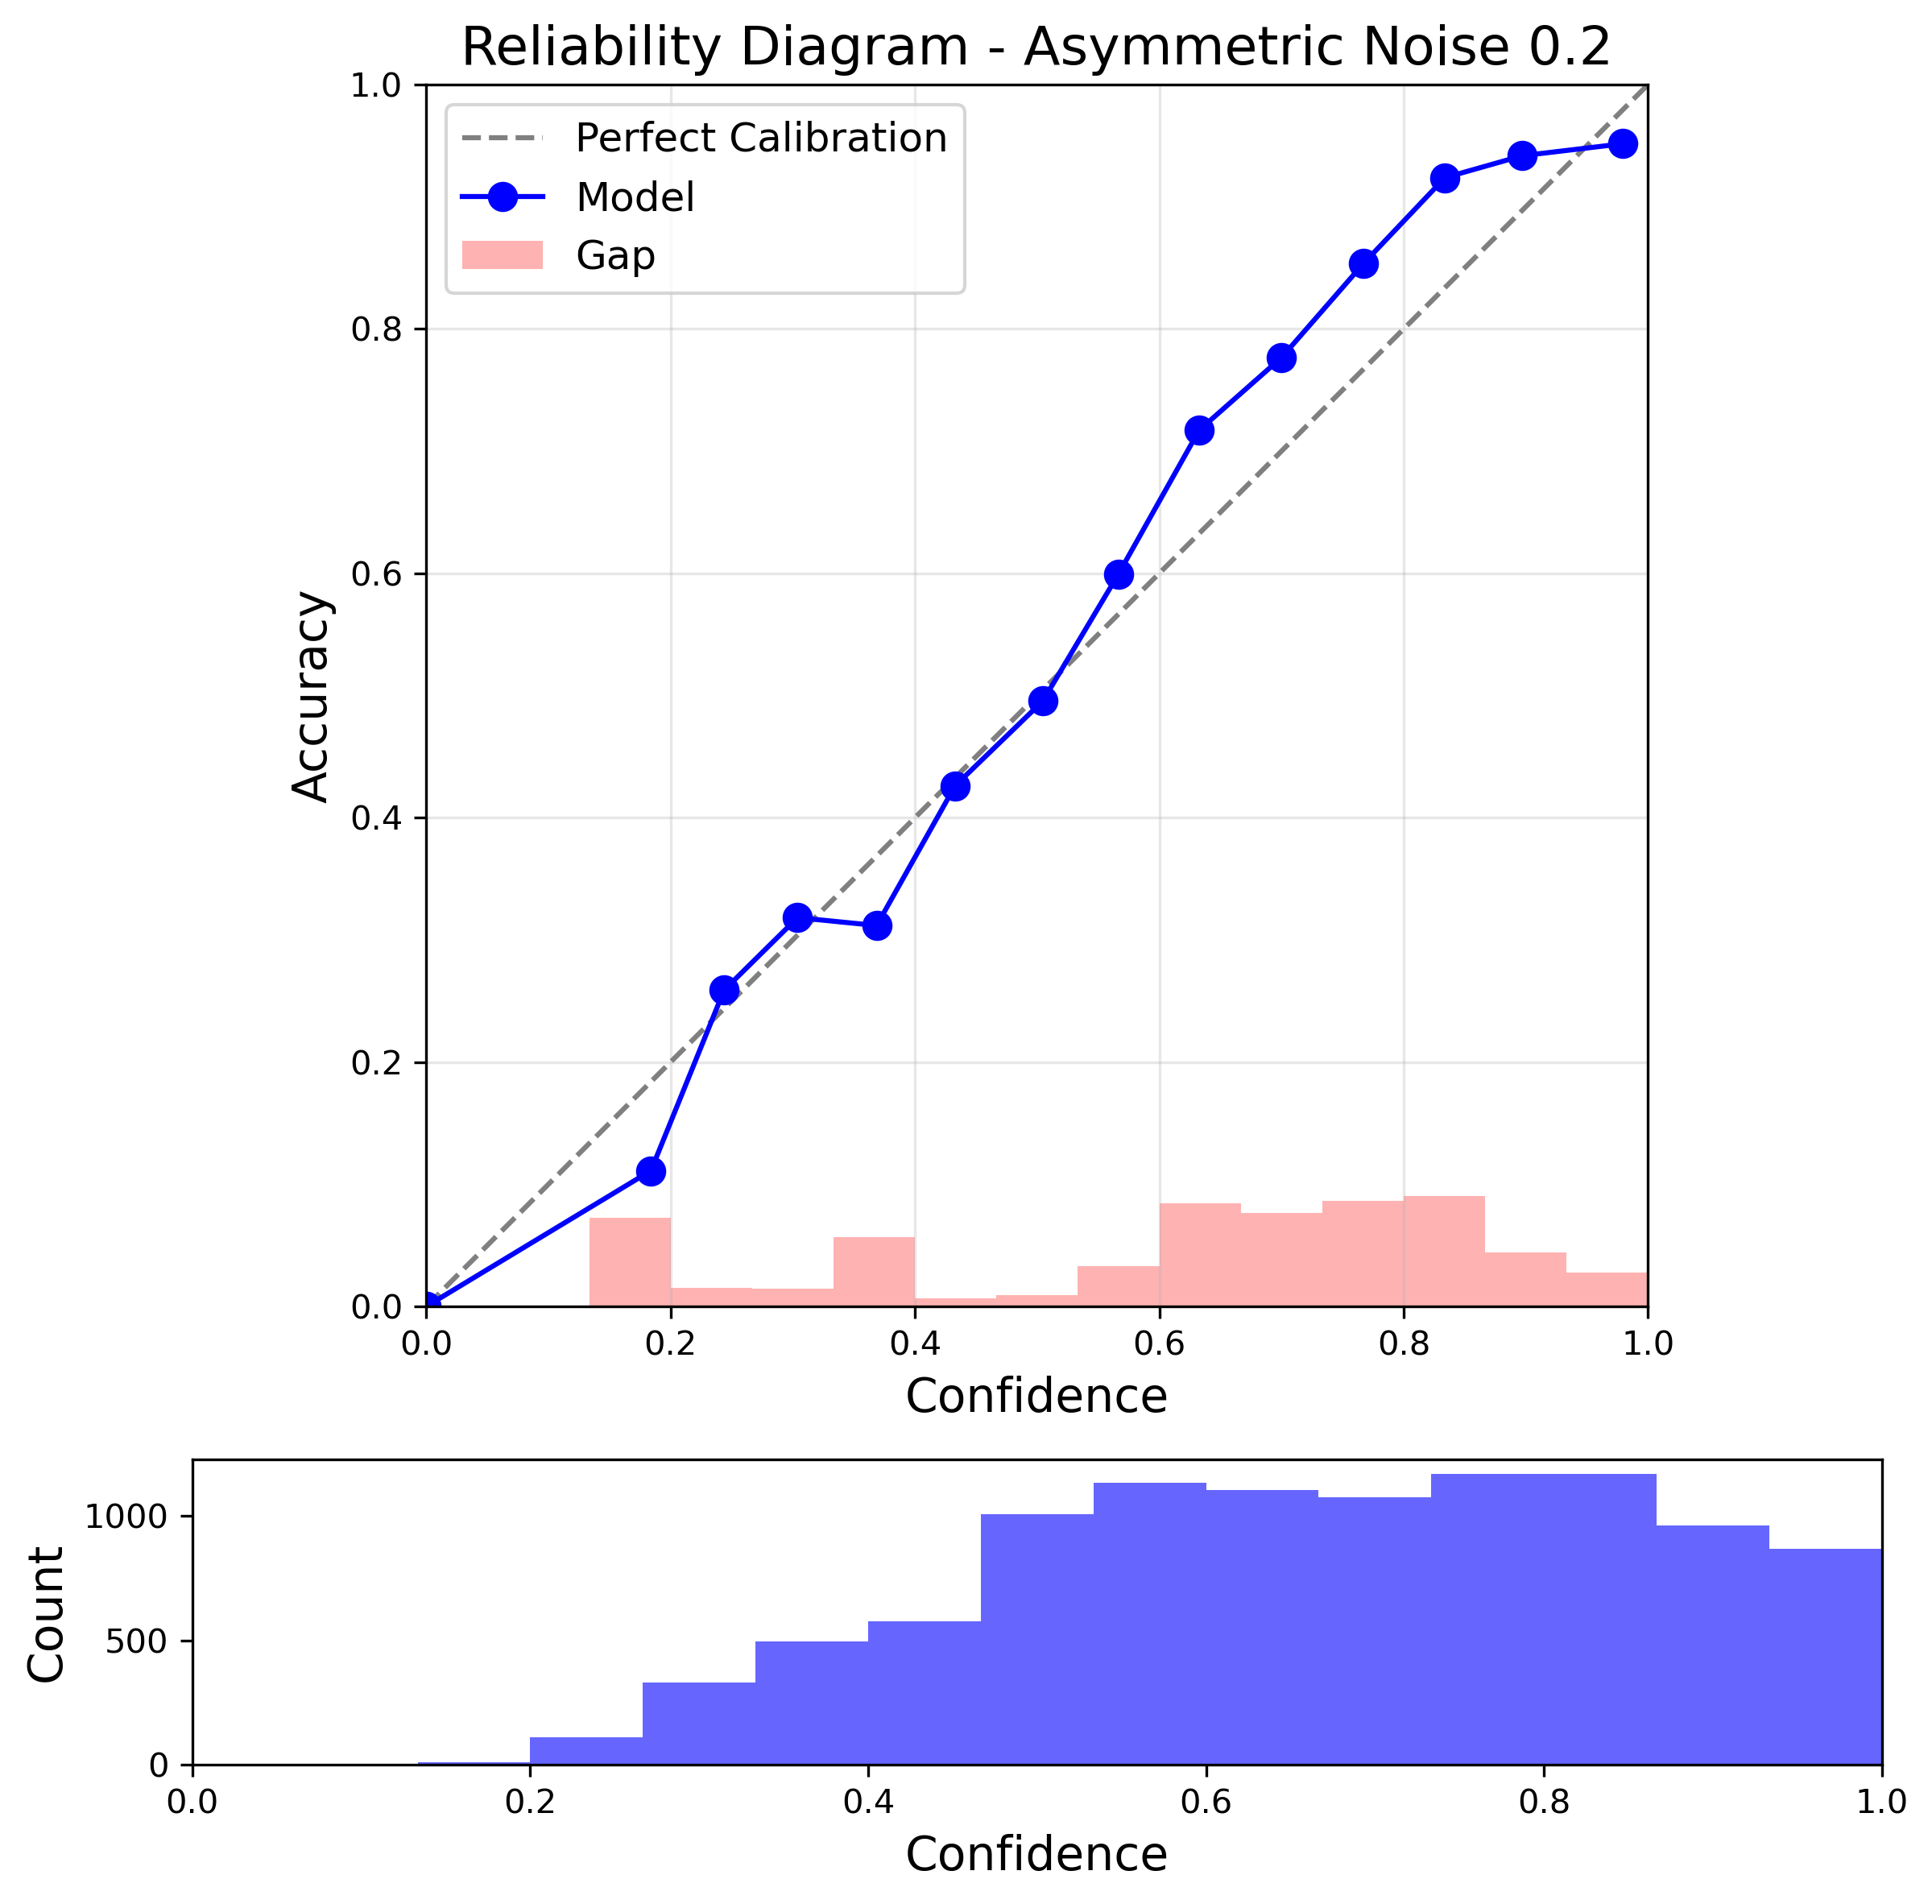 Reliability Diagram - Asymmetric Noise 0.2
Perfect Calibration
Model
Gap
1.0
0.8
0.6
0.4
0.2
0.0
Accuracy
0.0 0.2 0.4 0.6 0.8 1.0
Confidence
1000
500
0
Count
0.0 0.2 0.4 0.6 0.8 1.0
Confidence